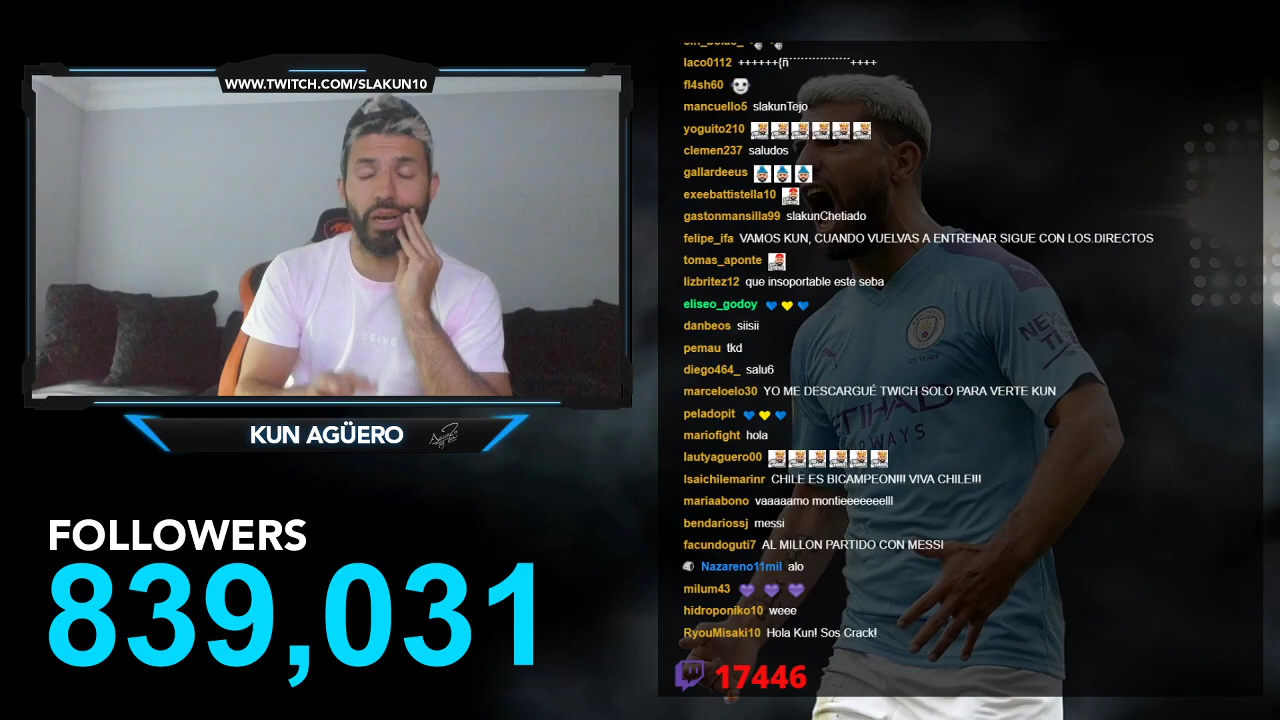 WWW.TWITCH.COM/SLAKUN10
KUN AGÜERO
FOLLOWERS
839,031
laco0112 ++++++{ñ´´´´´´´´´´´´´´´´´++++
fl4sh60
mancuello5 slakunTejo
yoguito210
clemen237 saludos
gallardeeus
exeebattistella10
gastonmansilla99 slakunChetiado
felipe_ifa VAMOS KUN, CUANDO VUELVAS A ENTRENAR SIGUE CON LOS.DIRECTOS
tomas_aponte
lizbritez12 que insoportable este seba
eliseo_godoy 💙 💛 💙
danbeos siisii
pemau tkd
diego464_ salu6
marceloelo30 YO ME DESCARGUÉ TWICH SOLO PARA VERTE KUN
peladopit 💙 💛 💙
mariofight hola
lautyaguero00
Isaichilemarinr CHILE ES BICAMPEON!!! VIVA CHILE!!!
mariaabono vaaaaamo montieeeeeeelll
bendariossj messi
facundoguti7 AL MILLON PARTIDO CON MESSI
Nazareno11mil alo
milum43 💜 💜 💜
hidroponiko10 weee
RyouMisaki10 Hola Kun! Sos Crack!
17446
ETIHAD
AIRWAYS